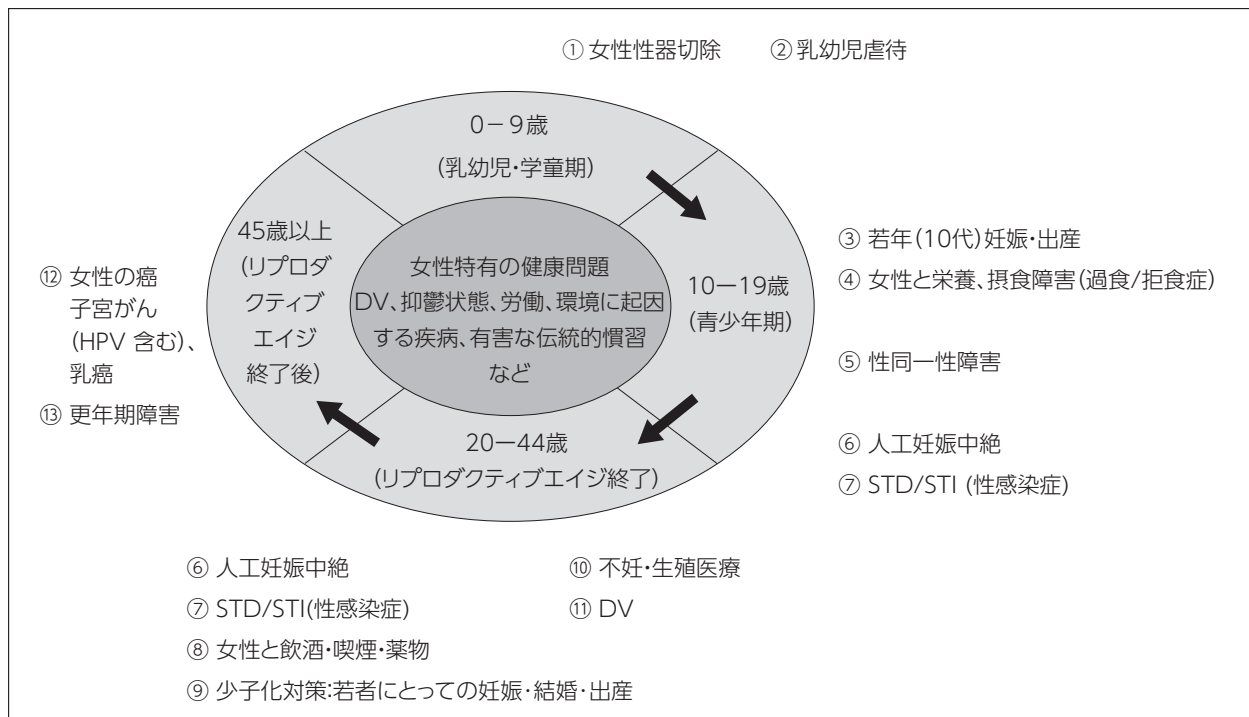 ① 女性性器切除 ② 乳幼児虐待
0－9歳
(乳幼児・学童期)
10ー19歳
(青少年期)
20ー44歳
(リプロダクティブエイジ終了)
45歳以上
(リプロダ
クティブ
エイジ
終了後)
女性特有の健康問題
DV、抑鬱状態、労働、環境に起因
する疾病、有害な伝統的慣習
など
③ 若年(10代)妊娠・出産
④ 女性と栄養、摂食障害(過食/拒食症)
⑤ 性同一性障害
⑥ 人工妊娠中絶
⑦ STD/STI (性感染症)
⑥ 人工妊娠中絶
⑦ STD/STI(性感染症)
⑧ 女性と飲酒・喫煙・薬物
⑨ 少子化対策:若者にとっての妊娠・結婚・出産
⑩ 不妊・生殖医療
⑪ DV
⑫ 女性の癌
子宮がん
(HPV 含む)、
乳癌
⑬ 更年期障害